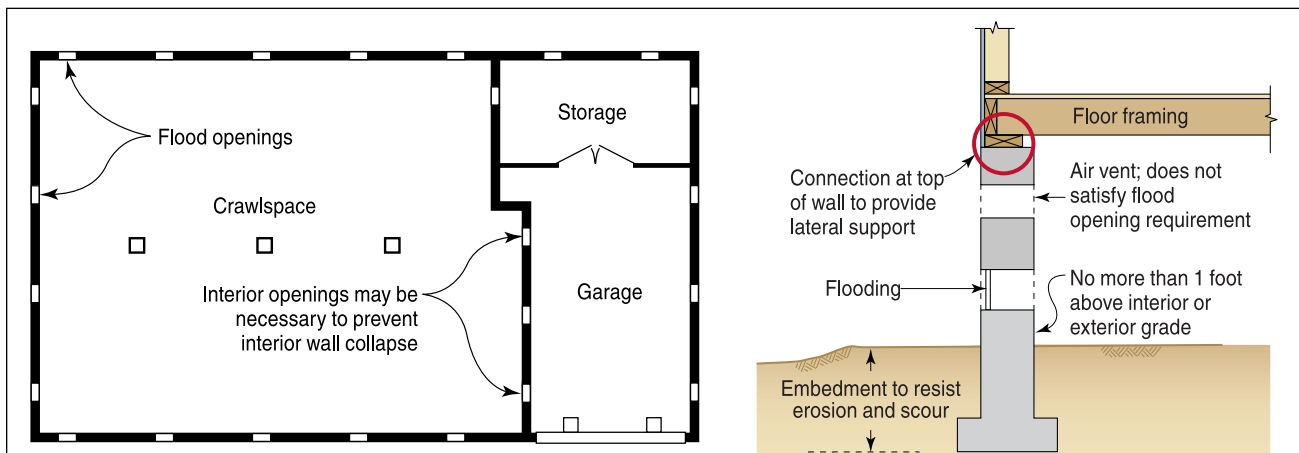 Storage
Flood openings
Crawlspace
Interior openings may be
necessary to prevent
interior wall collapse
Garage
Floor framing
Connection at top
of wall to provide
lateral support
Air vent; does not
satisfy flood
opening requirement
Flooding
No more than 1 foot
above interior or
exterior grade
Embedment to resist
erosion and scour